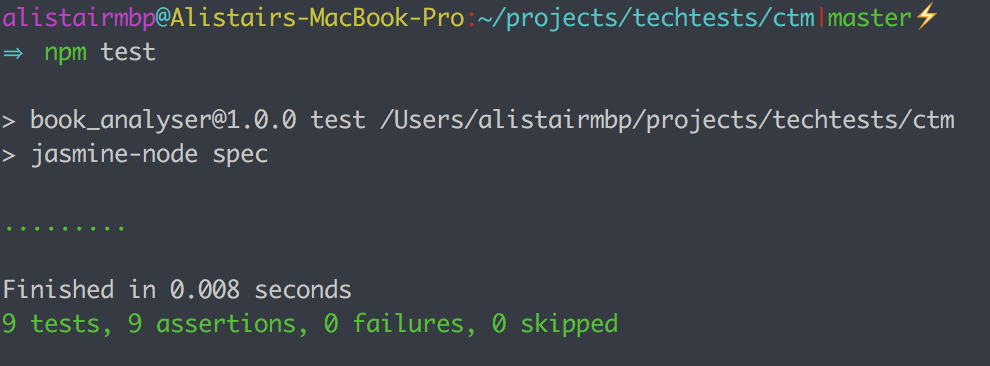 alistairmbp@Alistairs-MacBook-Pro:~/projects/techtests/ctm|master⚡
⇒ npm test
> book_analyser@1.0.0 test /Users/alistairmbp/projects/techtests/ctm
> jasmine-node spec
.........
Finished in 0.008 seconds
9 tests, 9 assertions, 0 failures, 0 skipped